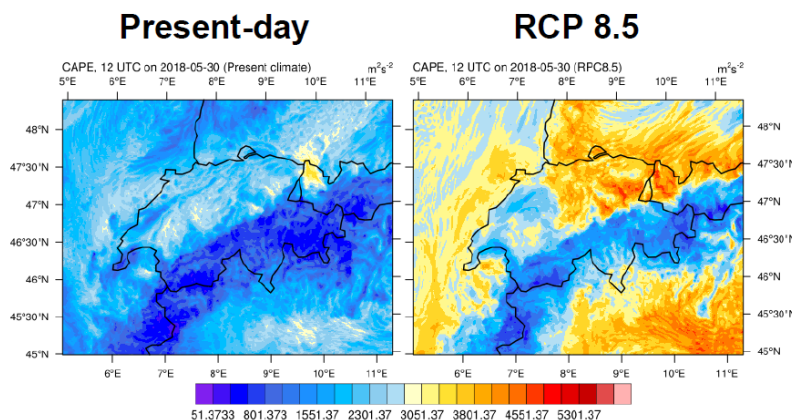 Present-day
RCP 8.5
CAPE, 12 UTC on 2018-05-30 (Present climate) m²s⁻²
CAPE, 12 UTC on 2018-05-30 (RPC8.5) m²s⁻²
5°E 6°E 7°E 8°E 9°E 10°E 11°E
5°E 6°E 7°E 8°E 9°E 10°E 11°E
48°N
47°30'N
47°N
46°30'N
46°N
45°30'N
45°N
48°N
47°30'N
47°N
46°30'N
46°N
45°30'N
45°N
6°E 7°E 8°E 9°E 10°E 11°E
6°E 7°E 8°E 9°E 10°E 11°E
51.3733 801.373 1551.37 2301.37 3051.37 3801.37 4551.37 5301.37